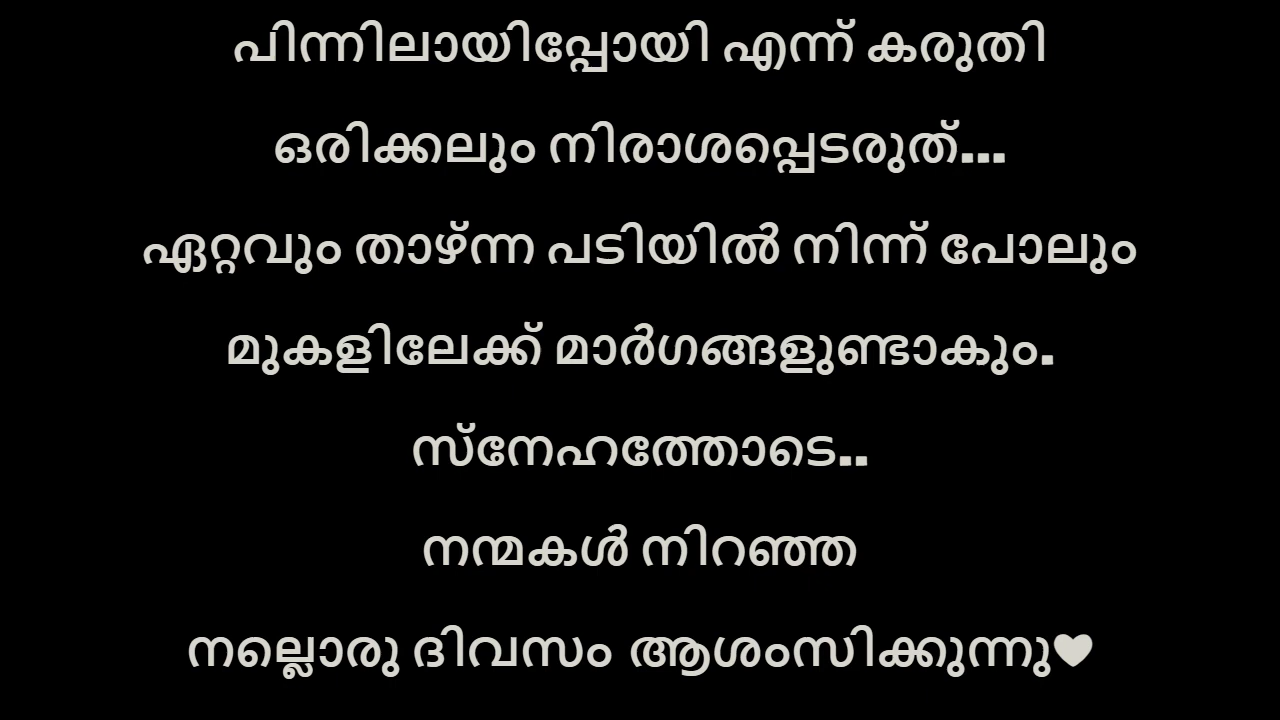 പിന്നിലായിപ്പോയി എന്ന് കരുതി
ഒരിക്കലും നിരാശപ്പെടരുത്...
ഏറ്റവും താഴ്ന്ന പടിയിൽ നിന്ന് പോലും
മുകളിലേക്ക് മാർഗങ്ങളുണ്ടാകും.
സ്നേഹത്തോടെ..
നന്മകൾ നിറഞ്ഞ
നല്ലൊരു ദിവസം ആശംസിക്കുന്നു♥